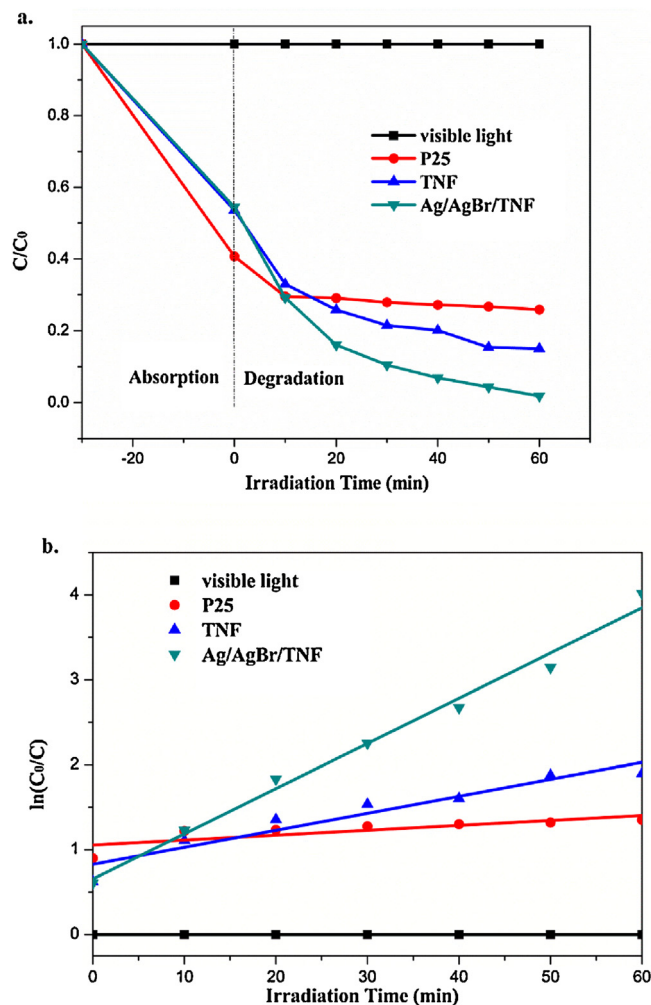 a.
1.0
0.8
0.6
0.4
0.2
0.0
C/C0
visible light
P25
TNF
Ag/AgBr/TNF
Absorption
Degradation
-20
0
20
40
60
Irradiation Time (min)
b.
4
3
2
1
0
ln(C0/C)
visible light
P25
TNF
Ag/AgBr/TNF
0
10
20
30
40
50
60
Irradiation Time (min)